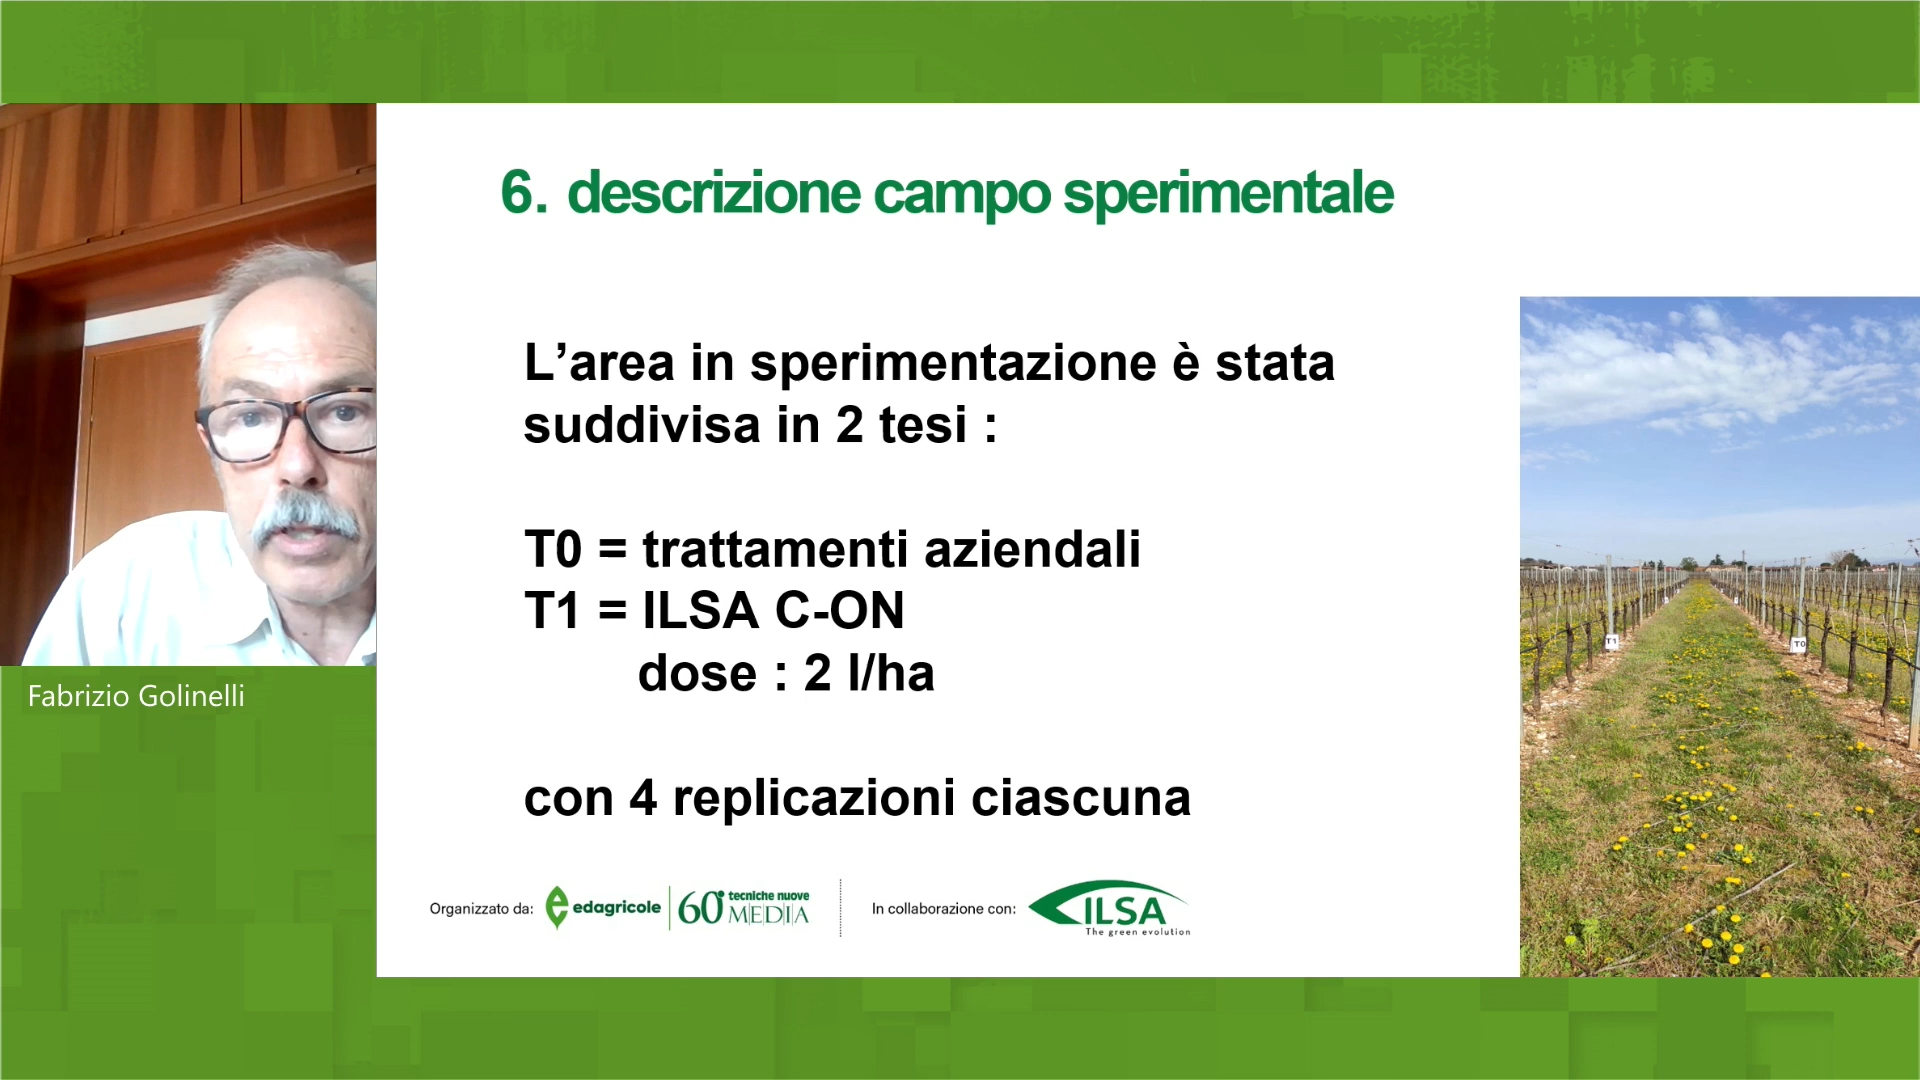 6. descrizione campo sperimentale
L’area in sperimentazione è stata
suddivisa in 2 tesi :
T0 = trattamenti aziendali
T1 = ILSA C-ON
dose : 2 l/ha
con 4 replicazioni ciascuna
T1
T0
Fabrizio Golinelli
Organizzato da:
edagricole
60° tecniche nuove
MEDIA
In collaborazione con:
ILSA
The green evolution